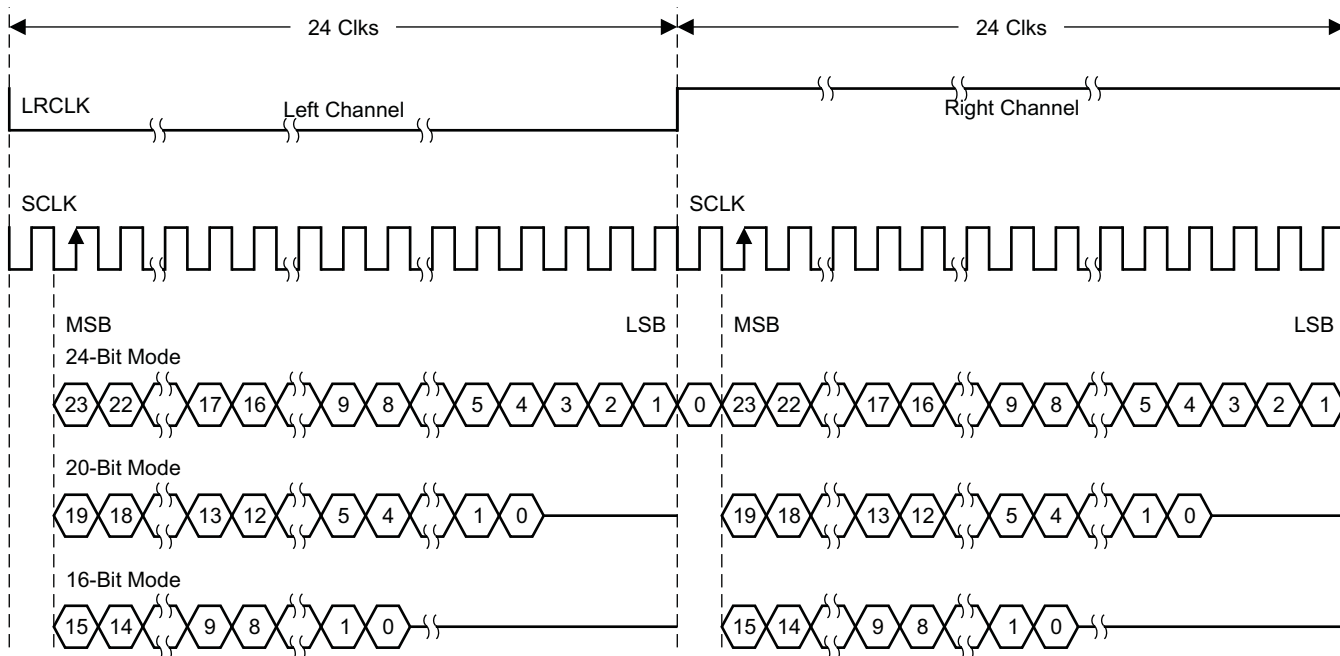 24 Clks 24 Clks
LRCLK Left Channel Right Channel
SCLK SCLK
MSB LSB MSB LSB
24-Bit Mode
23 22 17 16 9 8 5 4 3 2 1 0 23 22 17 16 9 8 5 4 3 2 1
20-Bit Mode
19 18 13 12 5 4 1 0 19 18 13 12 5 4 1 0
16-Bit Mode
15 14 9 8 1 0 15 14 9 8 1 0